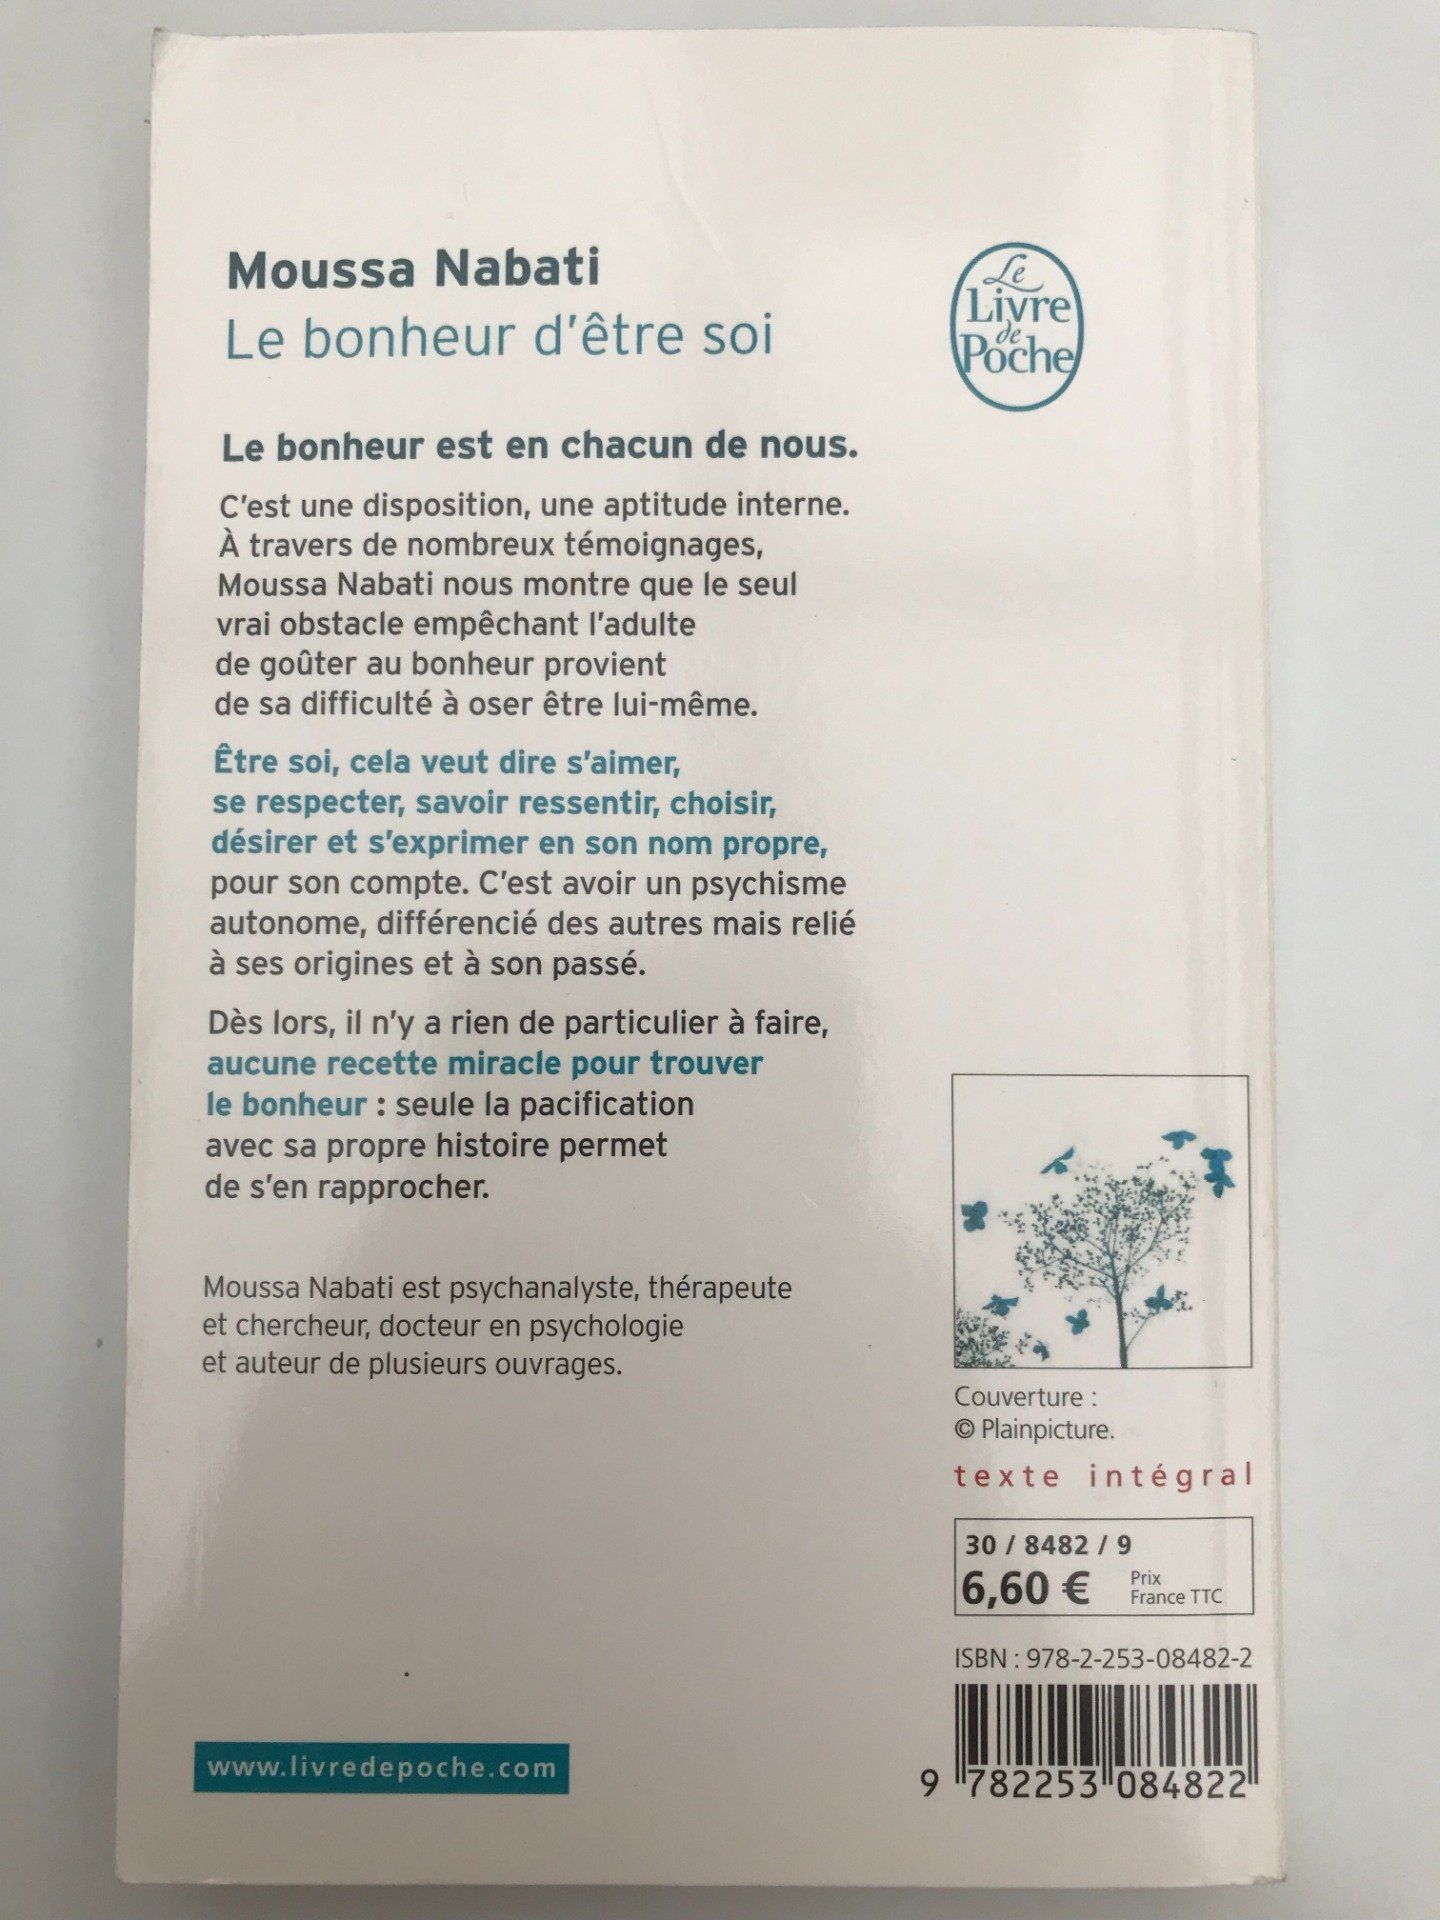 Moussa Nabati
Le bonheur d'être soi
Le
Livre
de
Poche
Le bonheur est en chacun de nous.
C'est une disposition, une aptitude interne.
À travers de nombreux témoignages,
Moussa Nabati nous montre que le seul
vrai obstacle empêchant l'adulte
de goûter au bonheur provient
de sa difficulté à oser être lui-même.
Être soi, cela veut dire s'aimer,
se respecter, savoir ressentir, choisir,
désirer et s'exprimer en son nom propre,
pour son compte. C'est avoir un psychisme
autonome, différencié des autres mais relié
à ses origines et à son passé.
Dès lors, il n'y a rien de particulier à faire,
aucune recette miracle pour trouver
le bonheur : seule la pacification
avec sa propre histoire permet
de s'en rapprocher.
Moussa Nabati est psychanalyste, thérapeute
et chercheur, docteur en psychologie
et auteur de plusieurs ouvrages.
Couverture :
© Plainpicture.
texte intégral
30 / 8482 / 9
6,60 € Prix
France TTC
ISBN : 978-2-253-08482-2
9 782253 084822
www.livredepoche.com